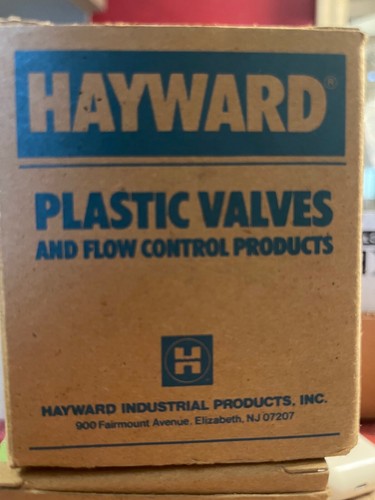 HAYWARD®
PLASTIC VALVES
AND FLOW CONTROL PRODUCTS
H
HAYWARD INDUSTRIAL PRODUCTS, INC.
900 Fairmount Avenue, Elizabeth, NJ 07207